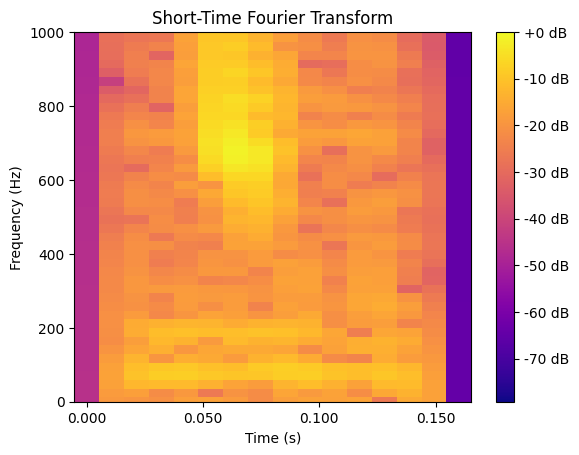 Short-Time Fourier Transform
1000
800
600
400
200
0
Frequency (Hz)
0.000 0.050 0.100 0.150
Time (s)
+0 dB
-10 dB
-20 dB
-30 dB
-40 dB
-50 dB
-60 dB
-70 dB